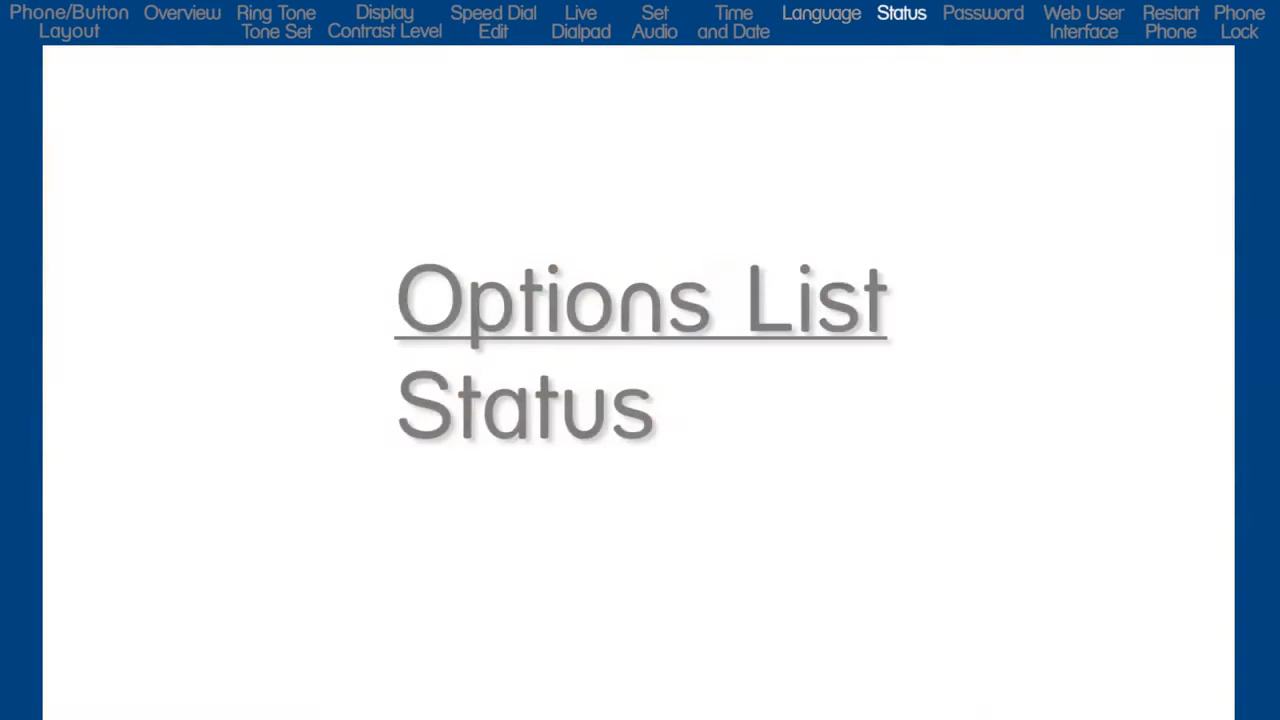 Phone/Button Layout
Overview
Ring Tone
Tone Set
Display
Contrast Level
Speed Dial
Edit
Live
Dialpad
Set
Audio
Time
and Date
Language
Status
Password
Web User
Interface
Restart
Phone
Phone
Lock
Options List
Status